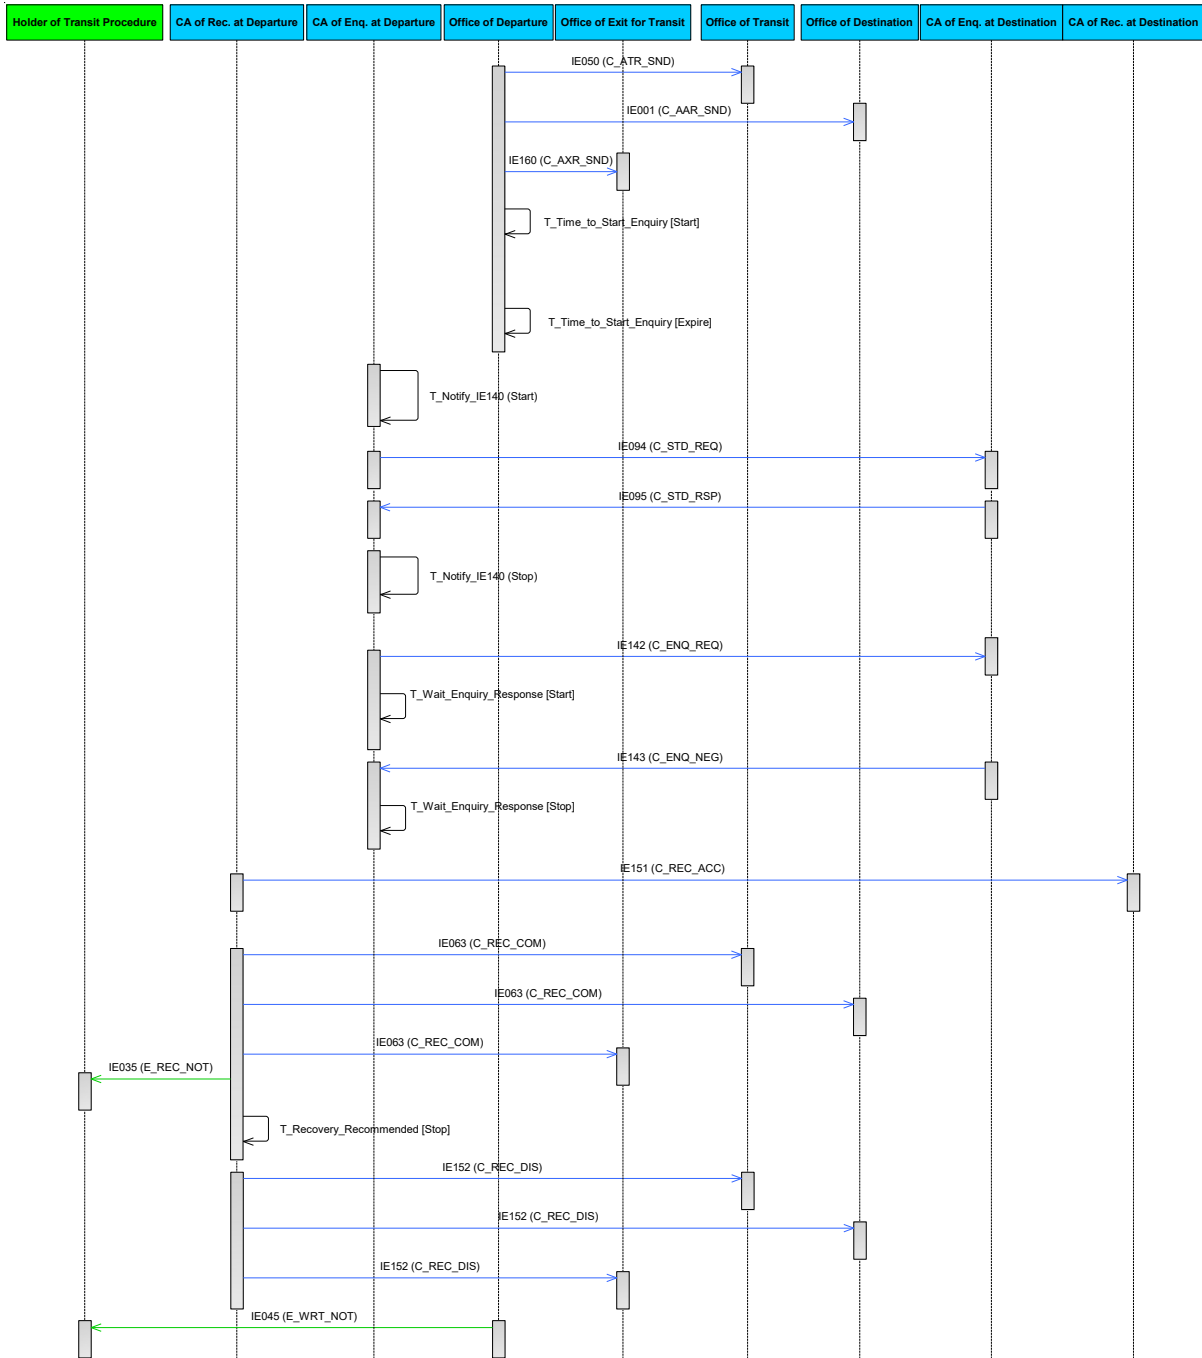 Holder of Transit Procedure
CA of Rec. at Departure
CA of Enq. at Departure
Office of Departure
Office of Exit for Transit
Office of Transit
Office of Destination
CA of Enq. at Destination
CA of Rec. at Destination
IE050 (C_ATR_SND)
IE001 (C_AAR_SND)
IE160 (C_AXR_SND)
T_Time_to_Start_Enquiry [Start]
T_Time_to_Start_Enquiry [Expire]
T_Notify_IE140 (Start)
IE094 (C_STD_REQ)
IE095 (C_STD_RSP)
T_Notify_IE140 (Stop)
IE142 (C_ENQ_REQ)
T_Wait_Enquiry_Response [Start]
IE143 (C_ENQ_NEG)
T_Wait_Enquiry_Response [Stop]
IE151 (C_REC_ACC)
IE063 (C_REC_COM)
IE063 (C_REC_COM)
IE063 (C_REC_COM)
IE035 (E_REC_NOT)
T_Recovery_Recommended [Stop]
IE152 (C_REC_DIS)
IE152 (C_REC_DIS)
IE152 (C_REC_DIS)
IE045 (E_WRT_NOT)